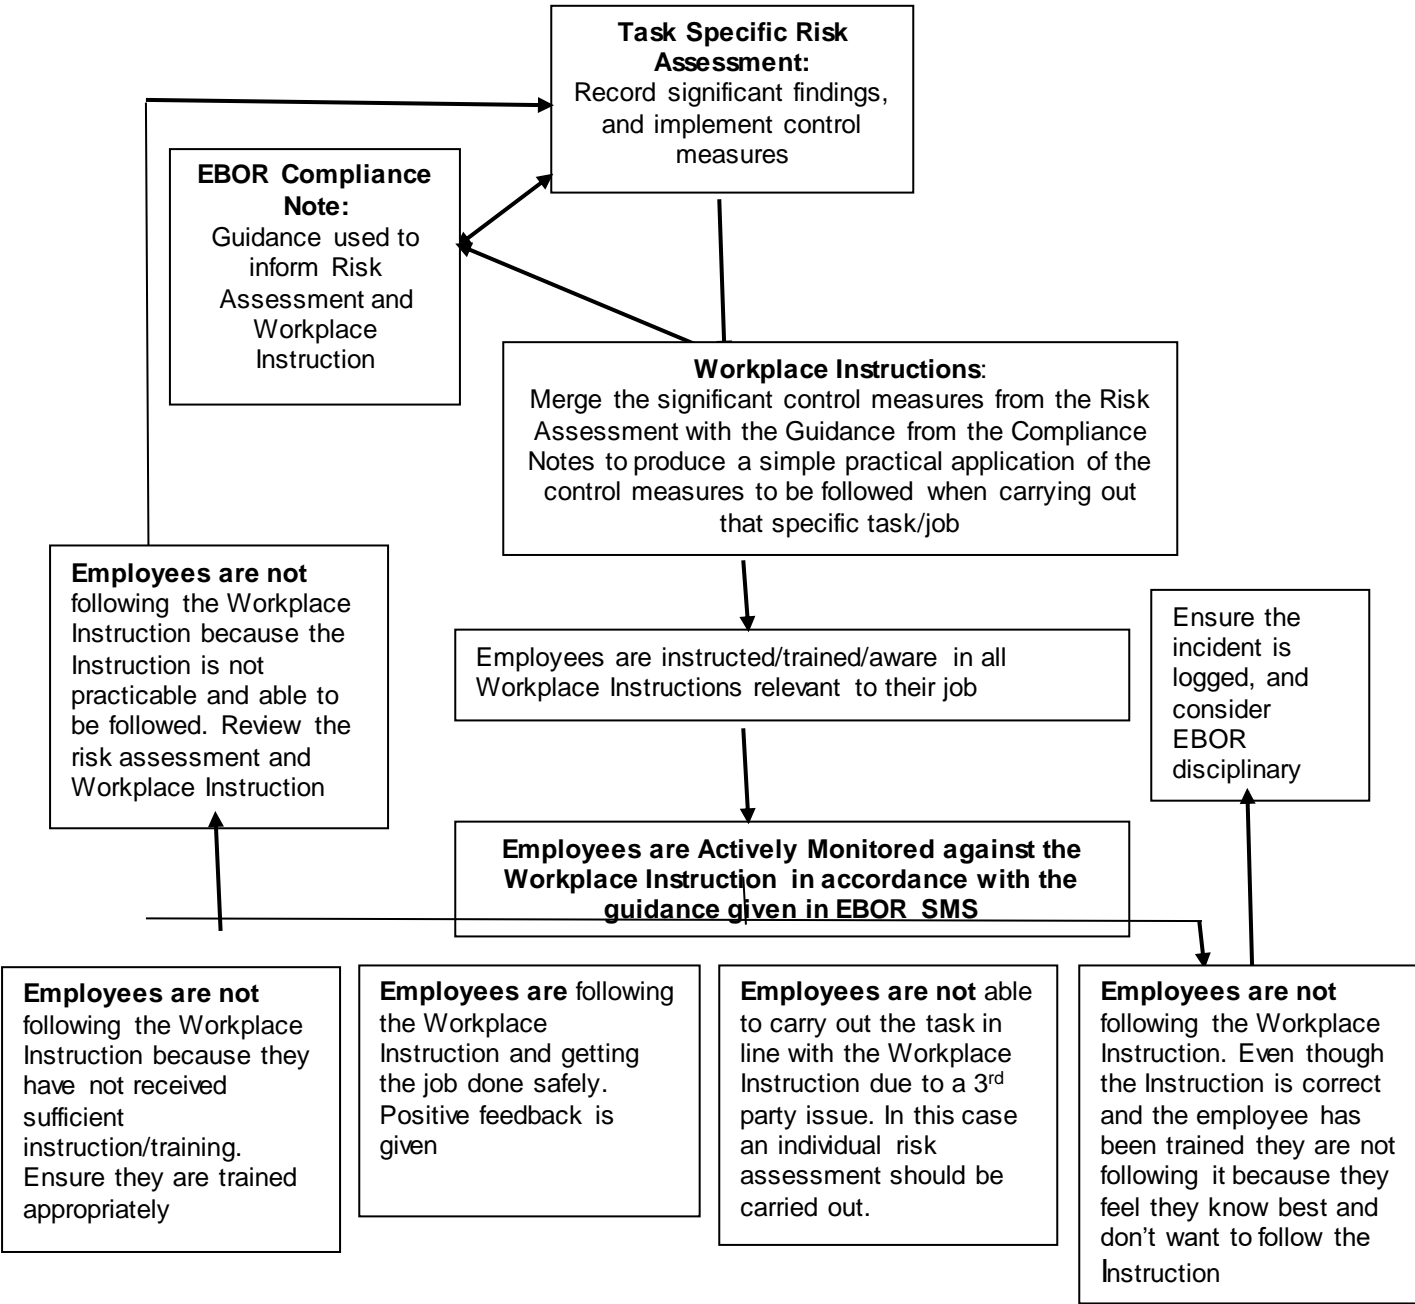 Task Specific Risk
Assessment:
Record significant findings,
and implement control
measures
EBOR Compliance
Note:
Guidance used to
inform Risk
Assessment and
Workplace
Instruction
Workplace Instructions:
Merge the significant control measures from the Risk
Assessment with the Guidance from the Compliance
Notes to produce a simple practical application of the
control measures to be followed when carrying out
that specific task/job
Employees are not
following the Workplace
Instruction because the
Instruction is not
practicable and able to
be followed. Review the
risk assessment and
Workplace Instruction
Employees are instructed/trained/aware in all
Workplace Instructions relevant to their job
Ensure the
incident is
logged, and
consider
EBOR
disciplinary
Employees are Actively Monitored against the
Workplace Instruction in accordance with the
guidance given in EBOR SMS
Employees are not
following the Workplace
Instruction because they
have not received
sufficient
instruction/training.
Ensure they are trained
appropriately
Employees are following
the Workplace
Instruction and getting
the job done safely.
Positive feedback is
given
Employees are not able
to carry out the task in
line with the Workplace
Instruction due to a 3rd
party issue. In this case
an individual risk
assessment should be
carried out.
Employees are not
following the Workplace
Instruction. Even though
the Instruction is correct
and the employee has
been trained they are not
following it because they
feel they know best and
don’t want to follow the
Instruction